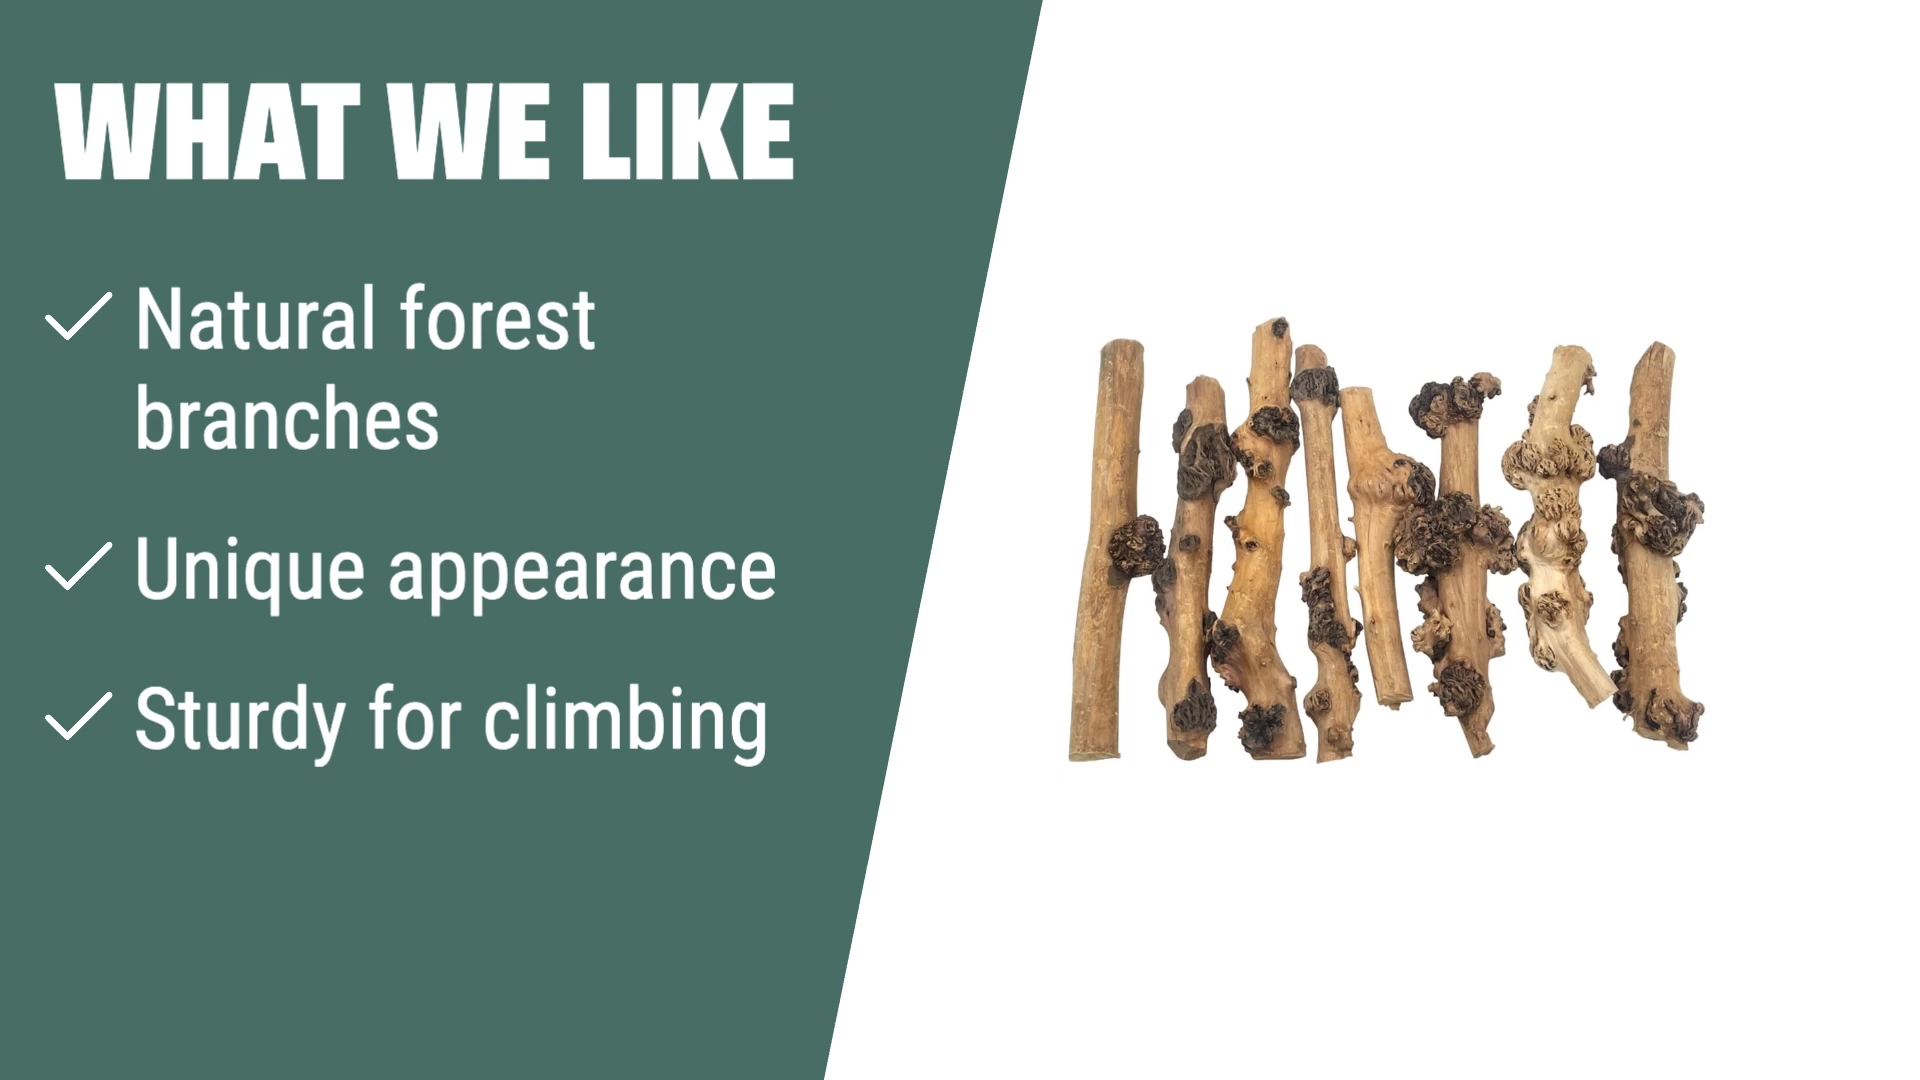 WHAT WE LIKE
Natural forest
branches
Unique appearance
Sturdy for climbing